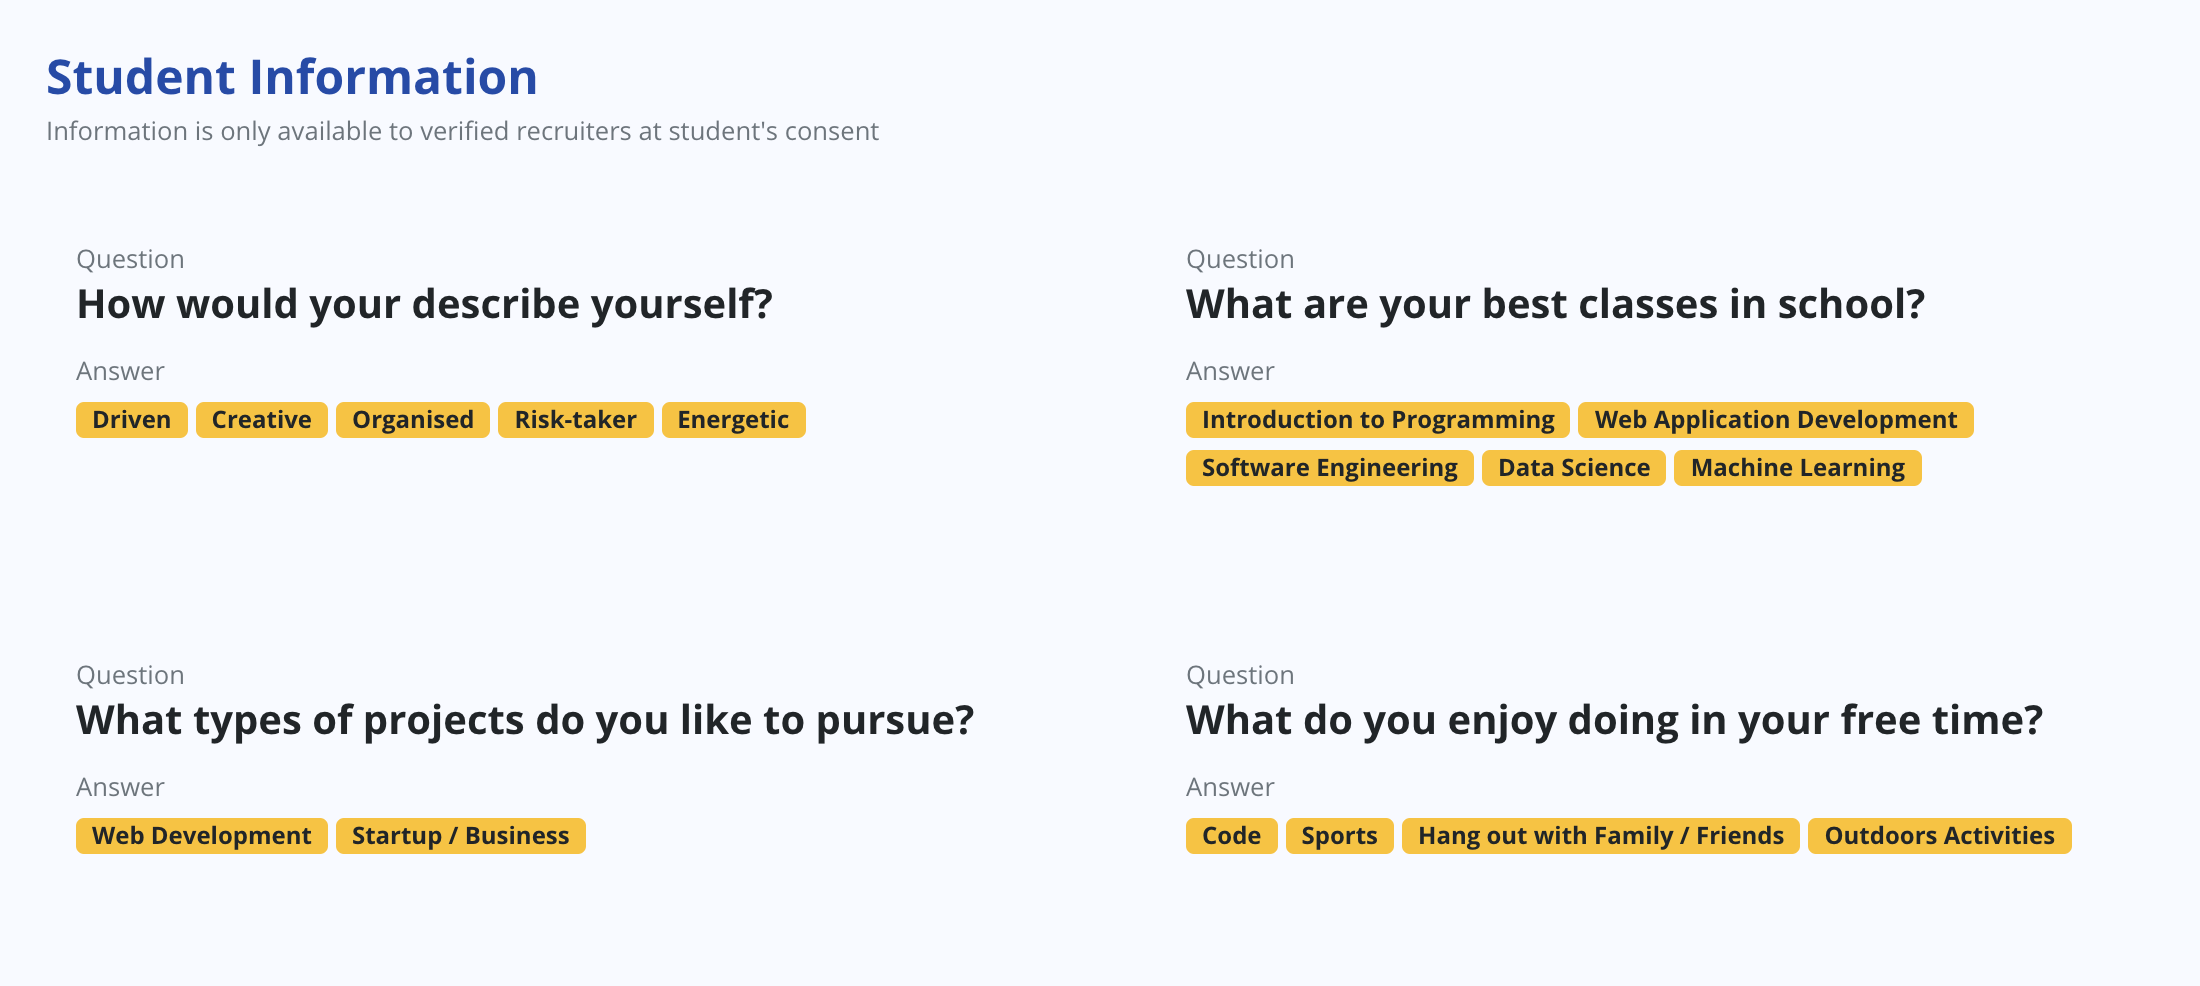 Student Information
Information is only available to verified recruiters at student's consent
Question
How would your describe yourself?
Answer
Driven Creative Organised Risk-taker Energetic
Question
What are your best classes in school?
Answer
Introduction to Programming Web Application Development
Software Engineering Data Science Machine Learning
Question
What types of projects do you like to pursue?
Answer
Web Development Startup / Business
Question
What do you enjoy doing in your free time?
Answer
Code Sports Hang out with Family / Friends Outdoors Activities